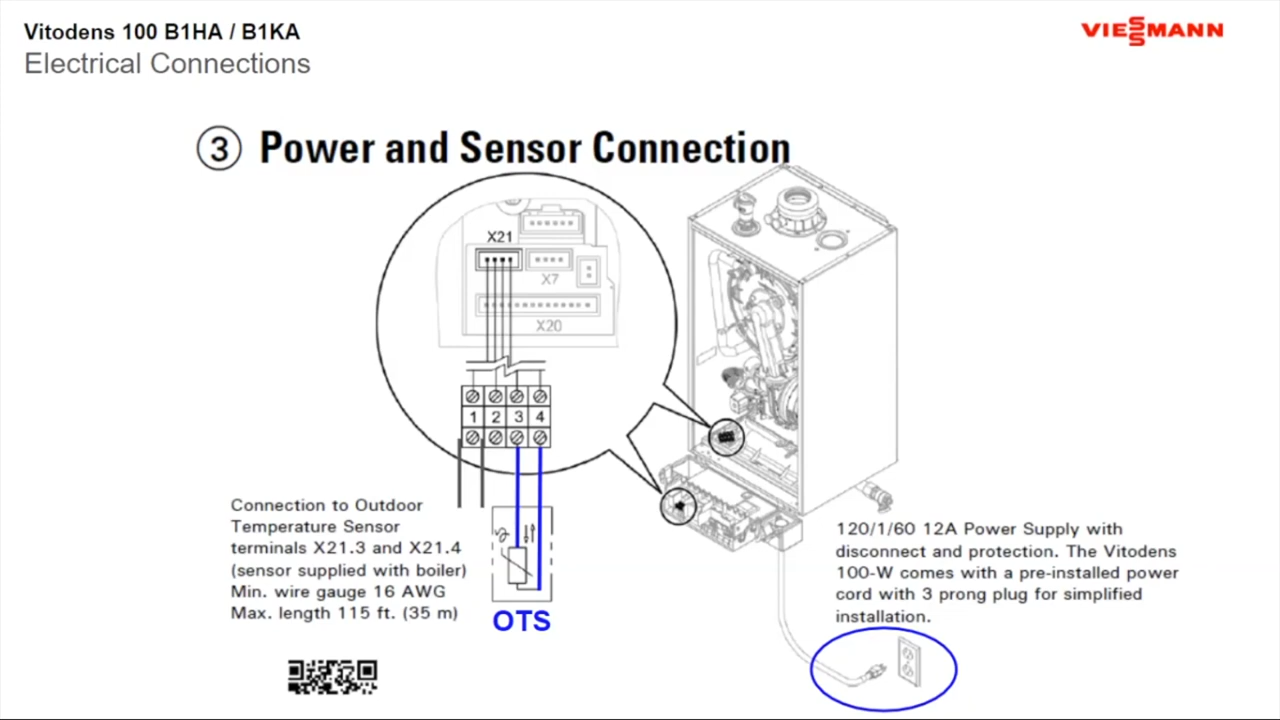 Vitodens 100 B1HA / B1KA
VIESSMANN
Electrical Connections
3 Power and Sensor Connection
X21
X7
X20
1 2 3 4
Connection to Outdoor
Temperature Sensor
terminals X21.3 and X21.4
(sensor supplied with boiler)
Min. wire gauge 16 AWG
Max. length 115 ft. (35 m)
OTS
120/1/60 12A Power Supply with
disconnect and protection. The Vitodens
100-W comes with a pre-installed power
cord with 3 prong plug for simplified
installation.